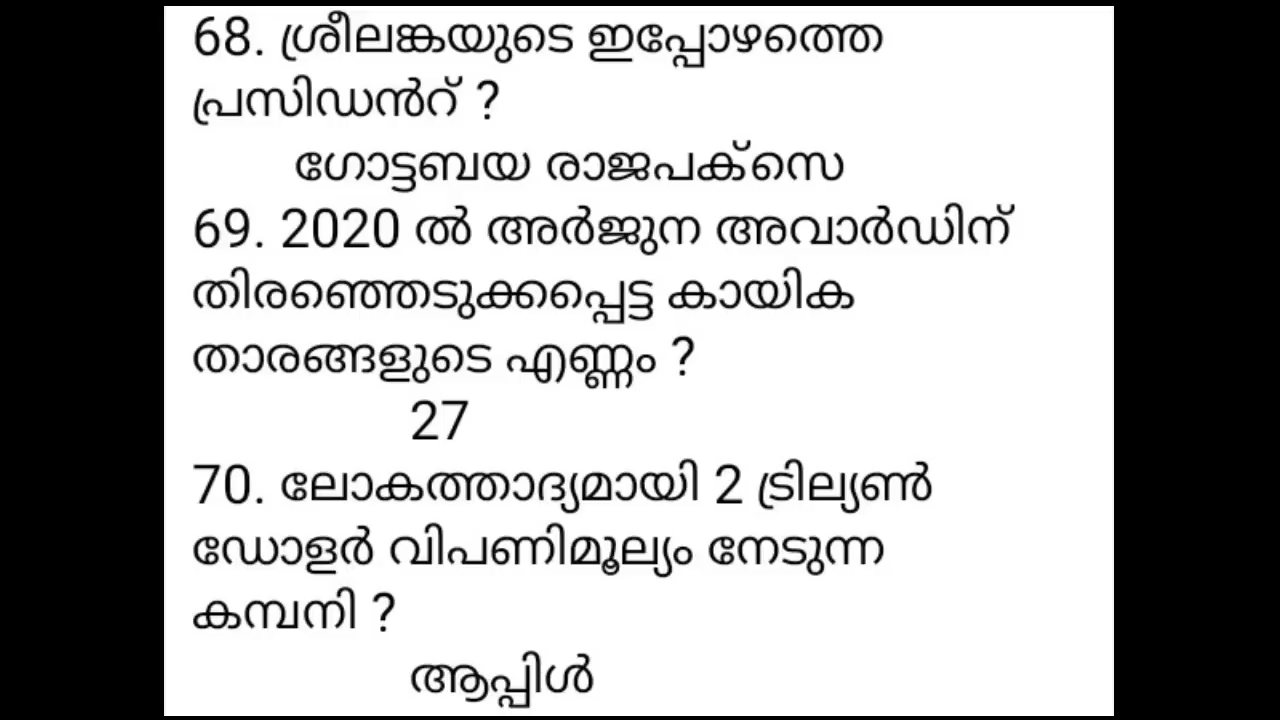 68. ശ്രീലങ്കയുടെ ഇപ്പോഴത്തെ
പ്രസിഡൻറ് ?
ഗോട്ടബയ രാജപക്സെ
69. 2020 ൽ അർജുന അവാർഡിന്
തിരഞ്ഞെടുക്കപ്പെട്ട കായിക
താരങ്ങളുടെ എണ്ണം ?
27
70. ലോകത്താദ്യമായി 2 ട്രില്യൺ
ഡോളർ വിപണിമൂല്യം നേടുന്ന
കമ്പനി ?
ആപ്പിൾ